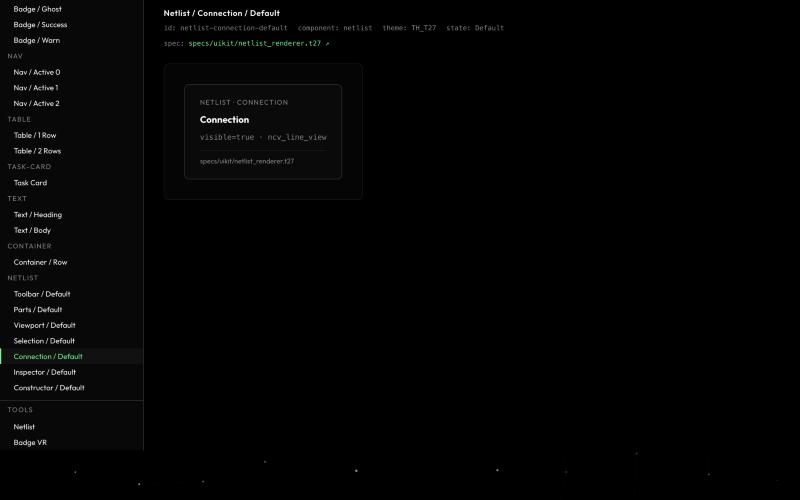 Badge / Ghost
Badge / Success
Badge / Warn
NAV
Nav / Active 0
Nav / Active 1
Nav / Active 2
TABLE
Table / 1 Row
Table / 2 Rows
TASK-CARD
Task Card
TEXT
Text / Heading
Text / Body
CONTAINER
Container / Row
NETLIST
Toolbar / Default
Parts / Default
Viewport / Default
Selection / Default
Connection / Default
Inspector / Default
Constructor / Default
TOOLS
Netlist
Badge VR
Netlist / Connection / Default
id: netlist-connection-default component: netlist theme: TH_T27 state: Default
spec: specs/uikit/netlist_renderer.t27 ↗
NETLIST · CONNECTION
Connection
visible=true · ncv_line_view
specs/uikit/netlist_renderer.t27